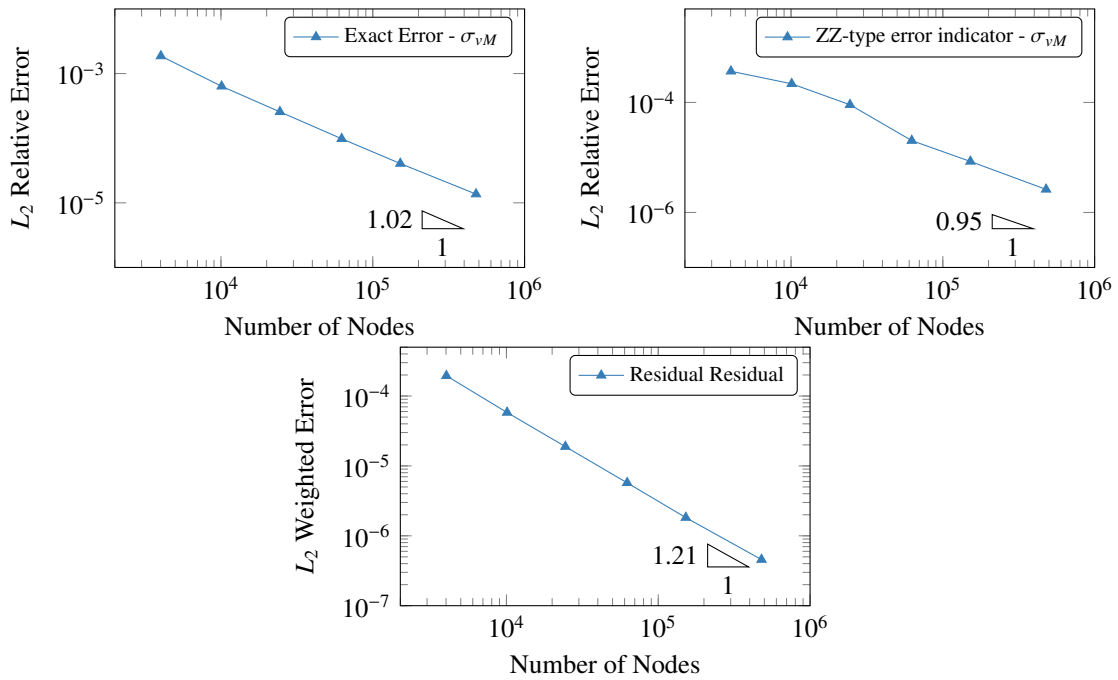 Exact Error - σ_vM
10⁻³
10⁻⁵
L₂ Relative Error
1.02
1
10⁴ 10⁵ 10⁶
Number of Nodes
ZZ-type error indicator - σ_vM
10⁻⁴
10⁻⁶
L₂ Relative Error
0.95
1
10⁴ 10⁵ 10⁶
Number of Nodes
Residual Residual
10⁻⁴
10⁻⁵
10⁻⁶
10⁻⁷
L₂ Weighted Error
1.21
1
10⁴ 10⁵ 10⁶
Number of Nodes